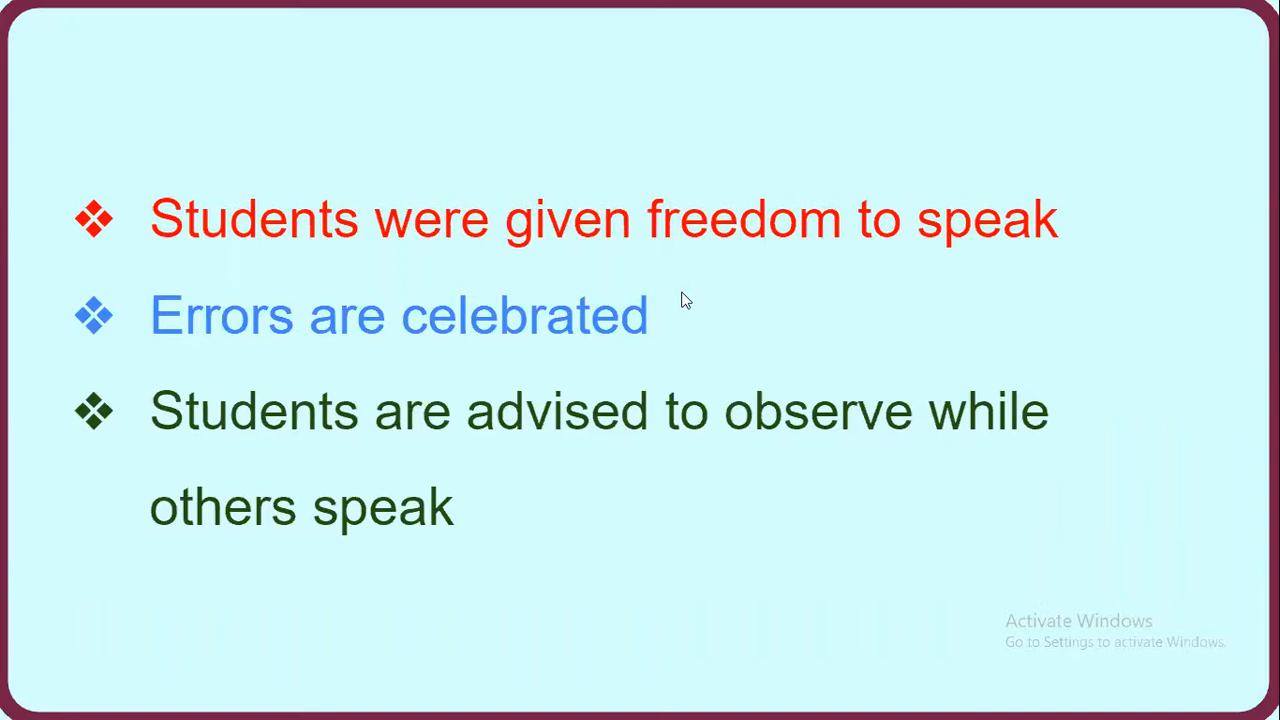 ❖ Students were given freedom to speak
❖ Errors are celebrated
❖ Students are advised to observe while
others speak
Activate Windows
Go to Settings to activate Windows.